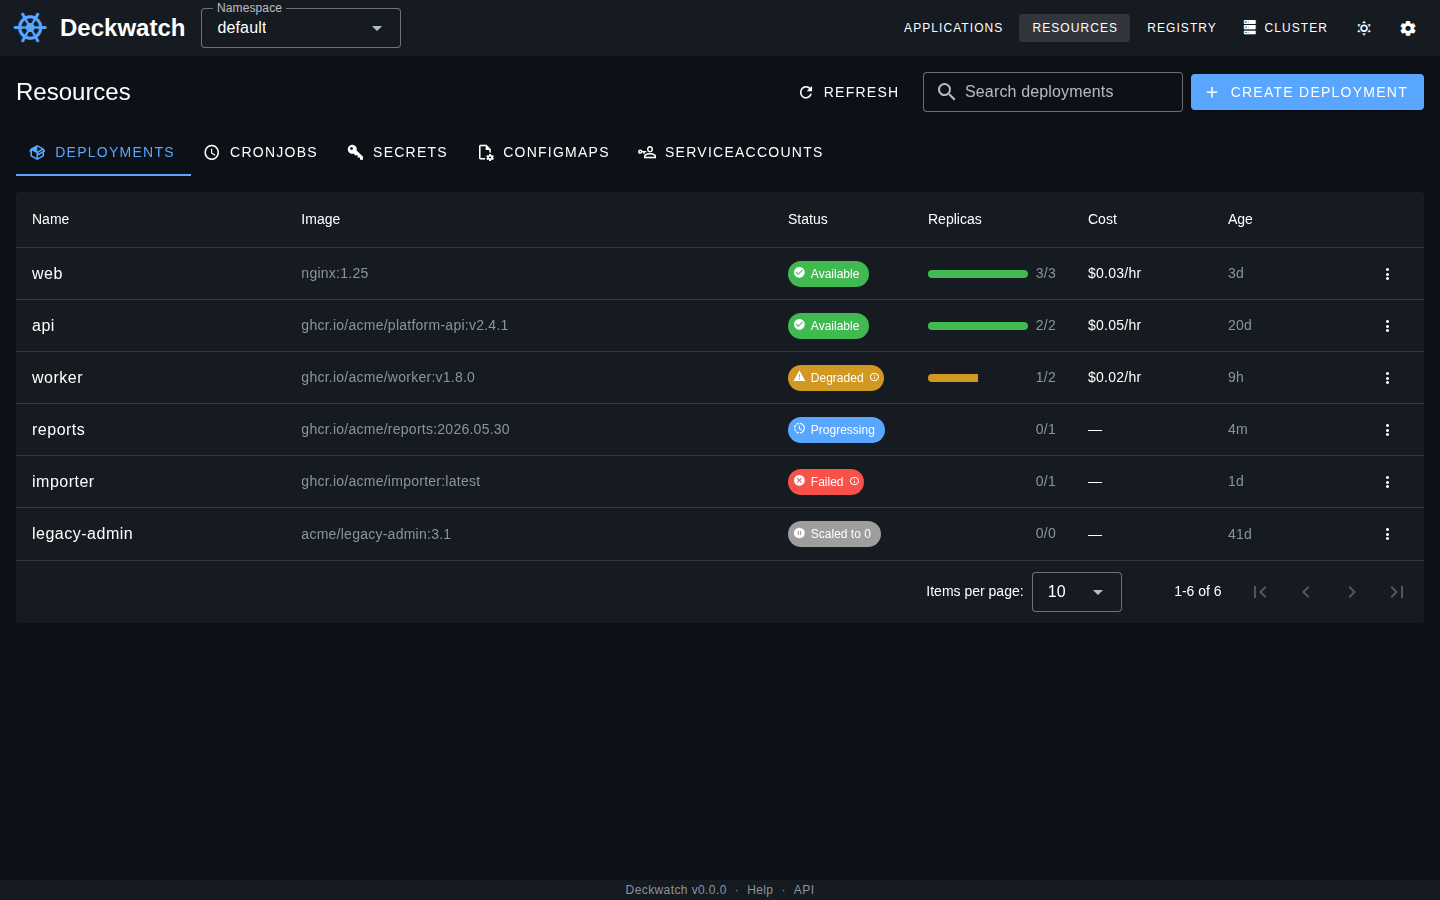 Deckwatch
Namespace
default
APPLICATIONS
RESOURCES
REGISTRY
CLUSTER
Resources
REFRESH
Search deployments
CREATE DEPLOYMENT
DEPLOYMENTS
CRONJOBS
SECRETS
CONFIGMAPS
SERVICEACCOUNTS
Name Image Status Replicas Cost Age
web nginx:1.25 Available 3/3 $0.03/hr 3d
api ghcr.io/acme/platform-api:v2.4.1 Available 2/2 $0.05/hr 20d
worker ghcr.io/acme/worker:v1.8.0 Degraded 1/2 $0.02/hr 9h
reports ghcr.io/acme/reports:2026.05.30 Progressing 0/1 — 4m
importer ghcr.io/acme/importer:latest Failed 0/1 — 1d
legacy-admin acme/legacy-admin:3.1 Scaled to 0 0/0 — 41d
Items per page: 10 1-6 of 6
Deckwatch v0.0.0 · Help · API